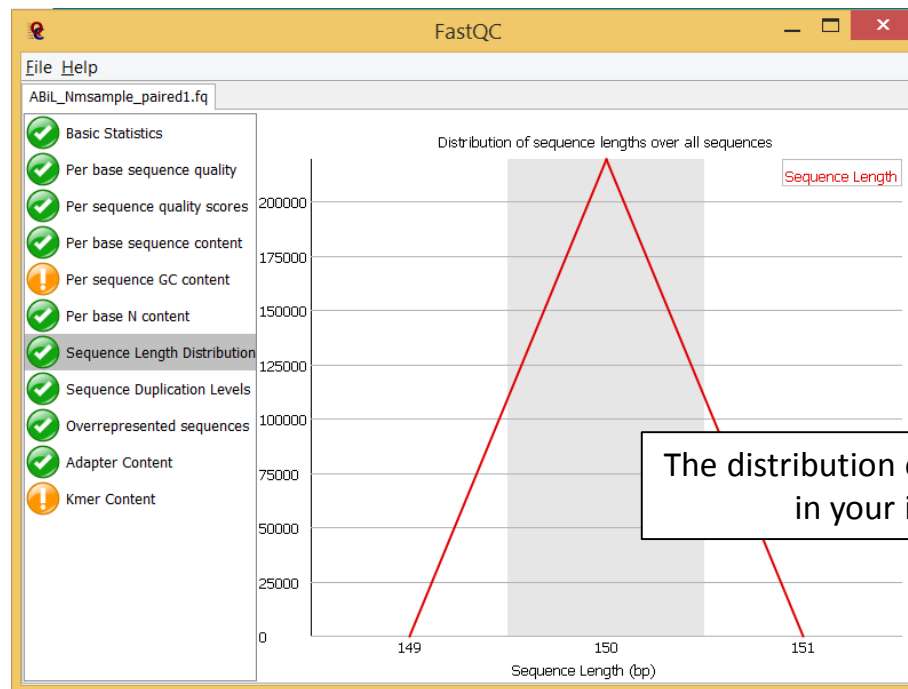 FastQC
File Help
ABiL_Nmsample_paired1.fq
Basic Statistics
Per base sequence quality
Per sequence quality scores
Per base sequence content
Per sequence GC content
Per base N content
Sequence Length Distribution
Sequence Duplication Levels
Overrepresented sequences
Adapter Content
Kmer Content
Distribution of sequence lengths over all sequences
Sequence Length
200000
175000
150000
125000
100000
75000
50000
25000
0
149 150 151
Sequence Length (bp)
The distribution
in your